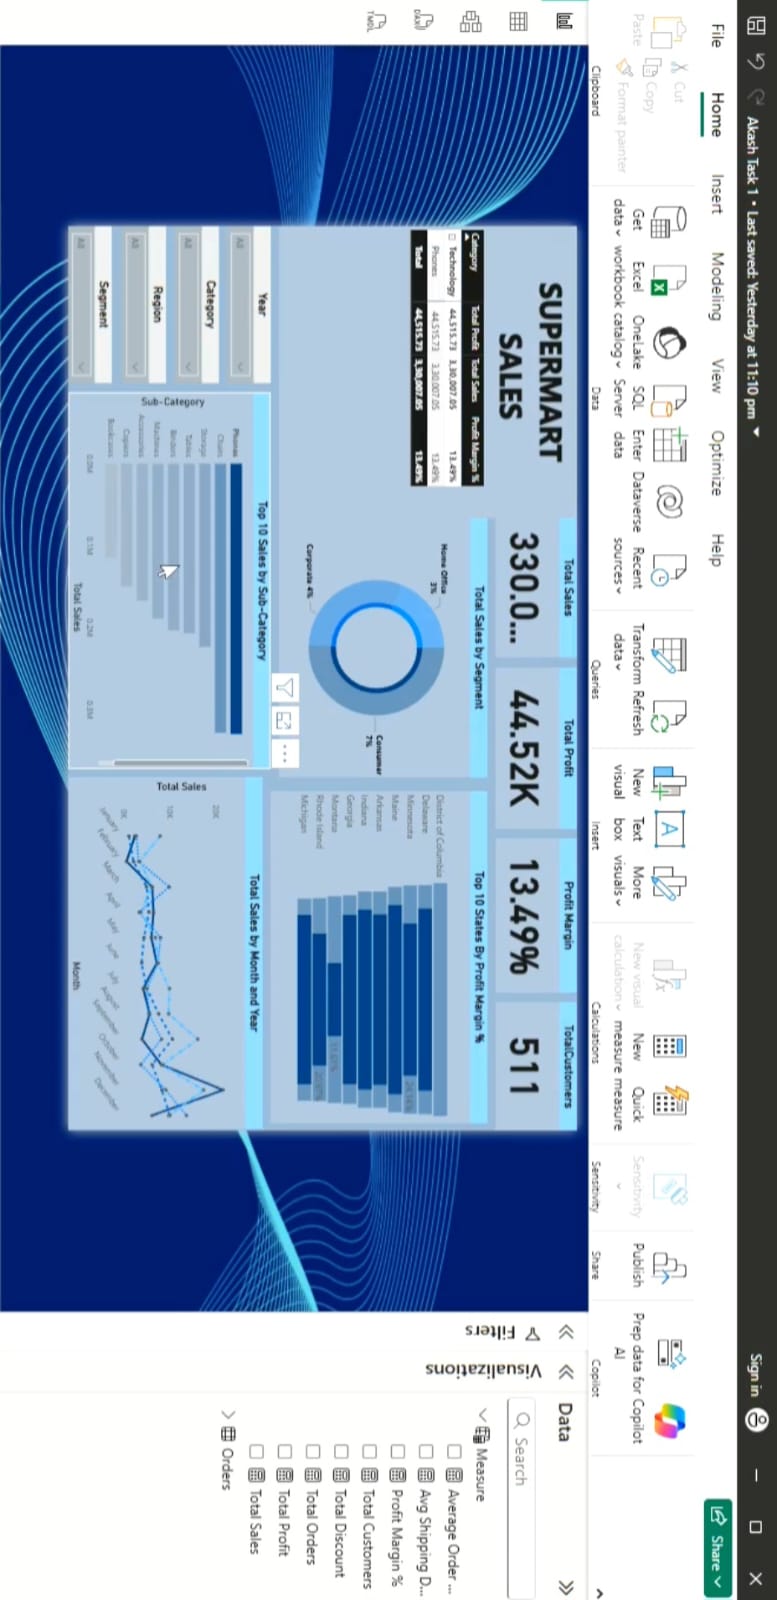 Akash Task 1 • Last saved: Yesterday at 11:10 pm
Sign in
File Home Insert Modeling View Optimize Help
Share
Paste
Cut
Copy
Format painter
Clipboard
Get data
Excel workbook
OneLake catalog
SQL Server
Enter data
Dataverse
Recent sources
Data
Transform data
Refresh
Queries
New visual
Text box
More visuals
Insert
New visual calculation
New measure
Quick measure
Calculations
Sensitivity
Sensitivity
Publish
Share
Prep data for Copilot AI
Copilot
DAX
TMDL
SUPERMART SALES
Total Sales
330.0...
Total Profit
44.52K
Profit Margin
13.49%
TotalCustomers
511
Category Total Profit Total Sales Profit Margin %
Technology 44,515.73 3,30,007.05 13.49%
Phones 44,515.73 3,30,007.05 13.49%
Total 44,515.73 3,30,007.05 13.49%
Total Sales by Segment
Home Office
3%
Corporate 4%
Consumer
7%
Top 10 States By Profit Margin %
District of Columbia
Delaware
Minnesota
Maine
Arkansas
Indiana
Georgia
Montana
Rhode Island
Michigan
Year
All
Category
All
Region
All
Segment
All
Top 10 Sales by Sub-Category
Sub-Category
Phones
Chairs
Storage
Tables
Binders
Machines
Accessories
Copiers
Bookcases
0.0M 0.1M 0.2M 0.3M
Total Sales
Total Sales by Month and Year
Total Sales
20K
10K
0K
January February March April May June July August September October November December
Month
Filters
Visualizations
Data
Search
Measure
Average Order ...
Avg Shipping D...
Profit Margin %
Total Customers
Total Discount
Total Orders
Total Profit
Total Sales
Orders